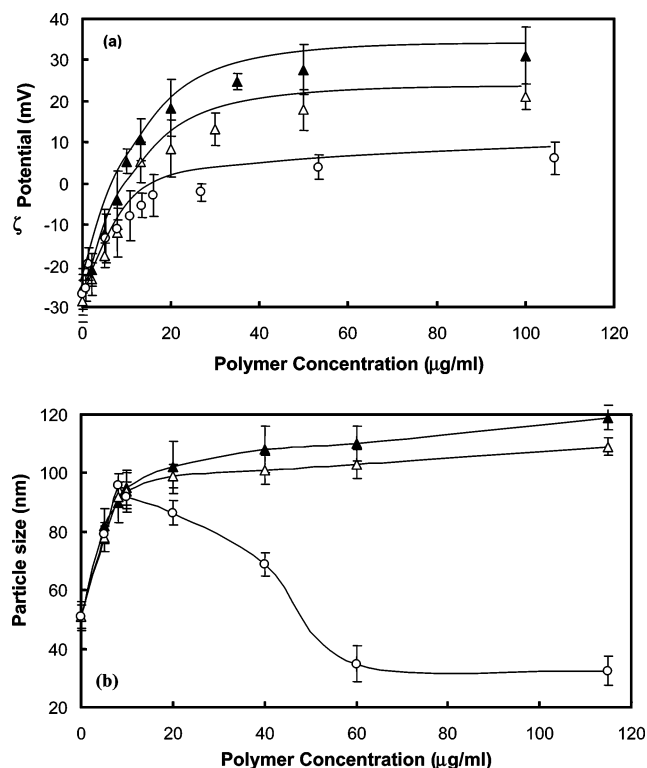 (a)
40
30
20
10
0
-10
-20
-30
ζ Potential (mV)
0 20 40 60 80 100 120
Polymer Concentration (μg/ml)
120
100
80
60
40
20
Particle size (nm)
(b)
0 20 40 60 80 100 120
Polymer Concentration (μg/ml)